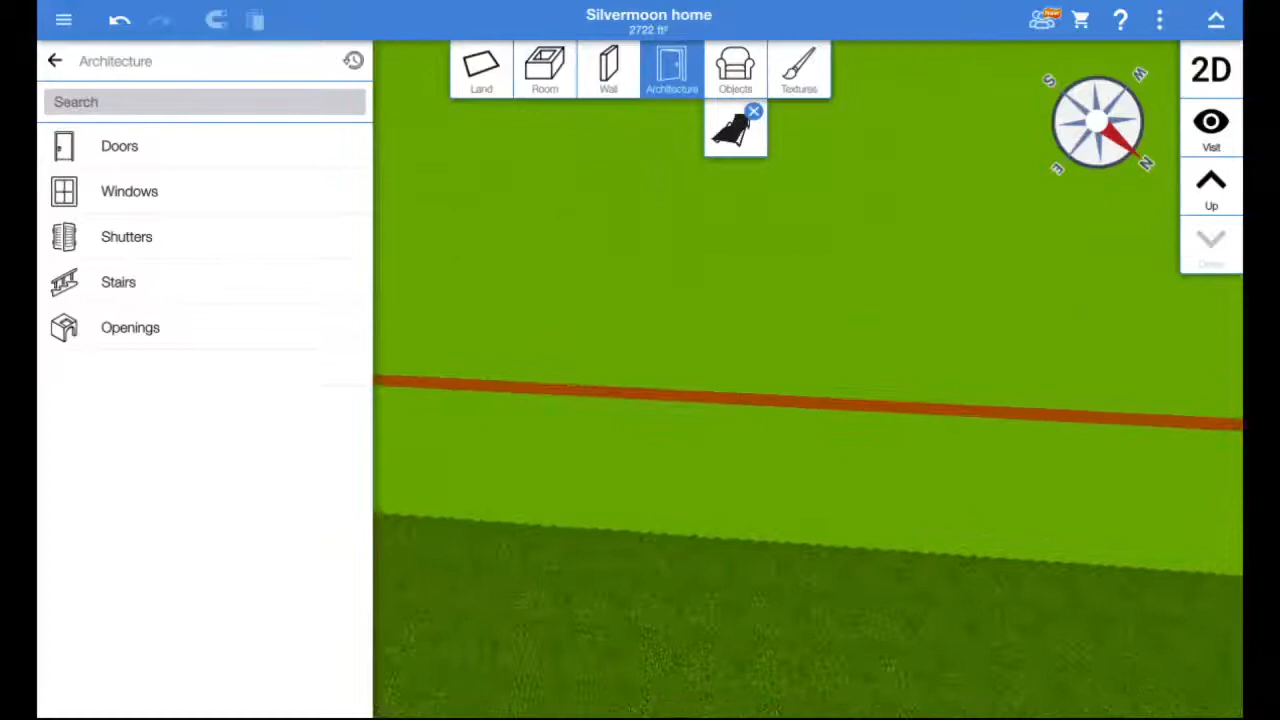 Silvermoon home
2722 ft²
New
Architecture
Search
Doors
Windows
Shutters
Stairs
Openings
Land
Room
Wall
Architecture
Objects
Textures
S
W
E
N
2D
Visit
Up